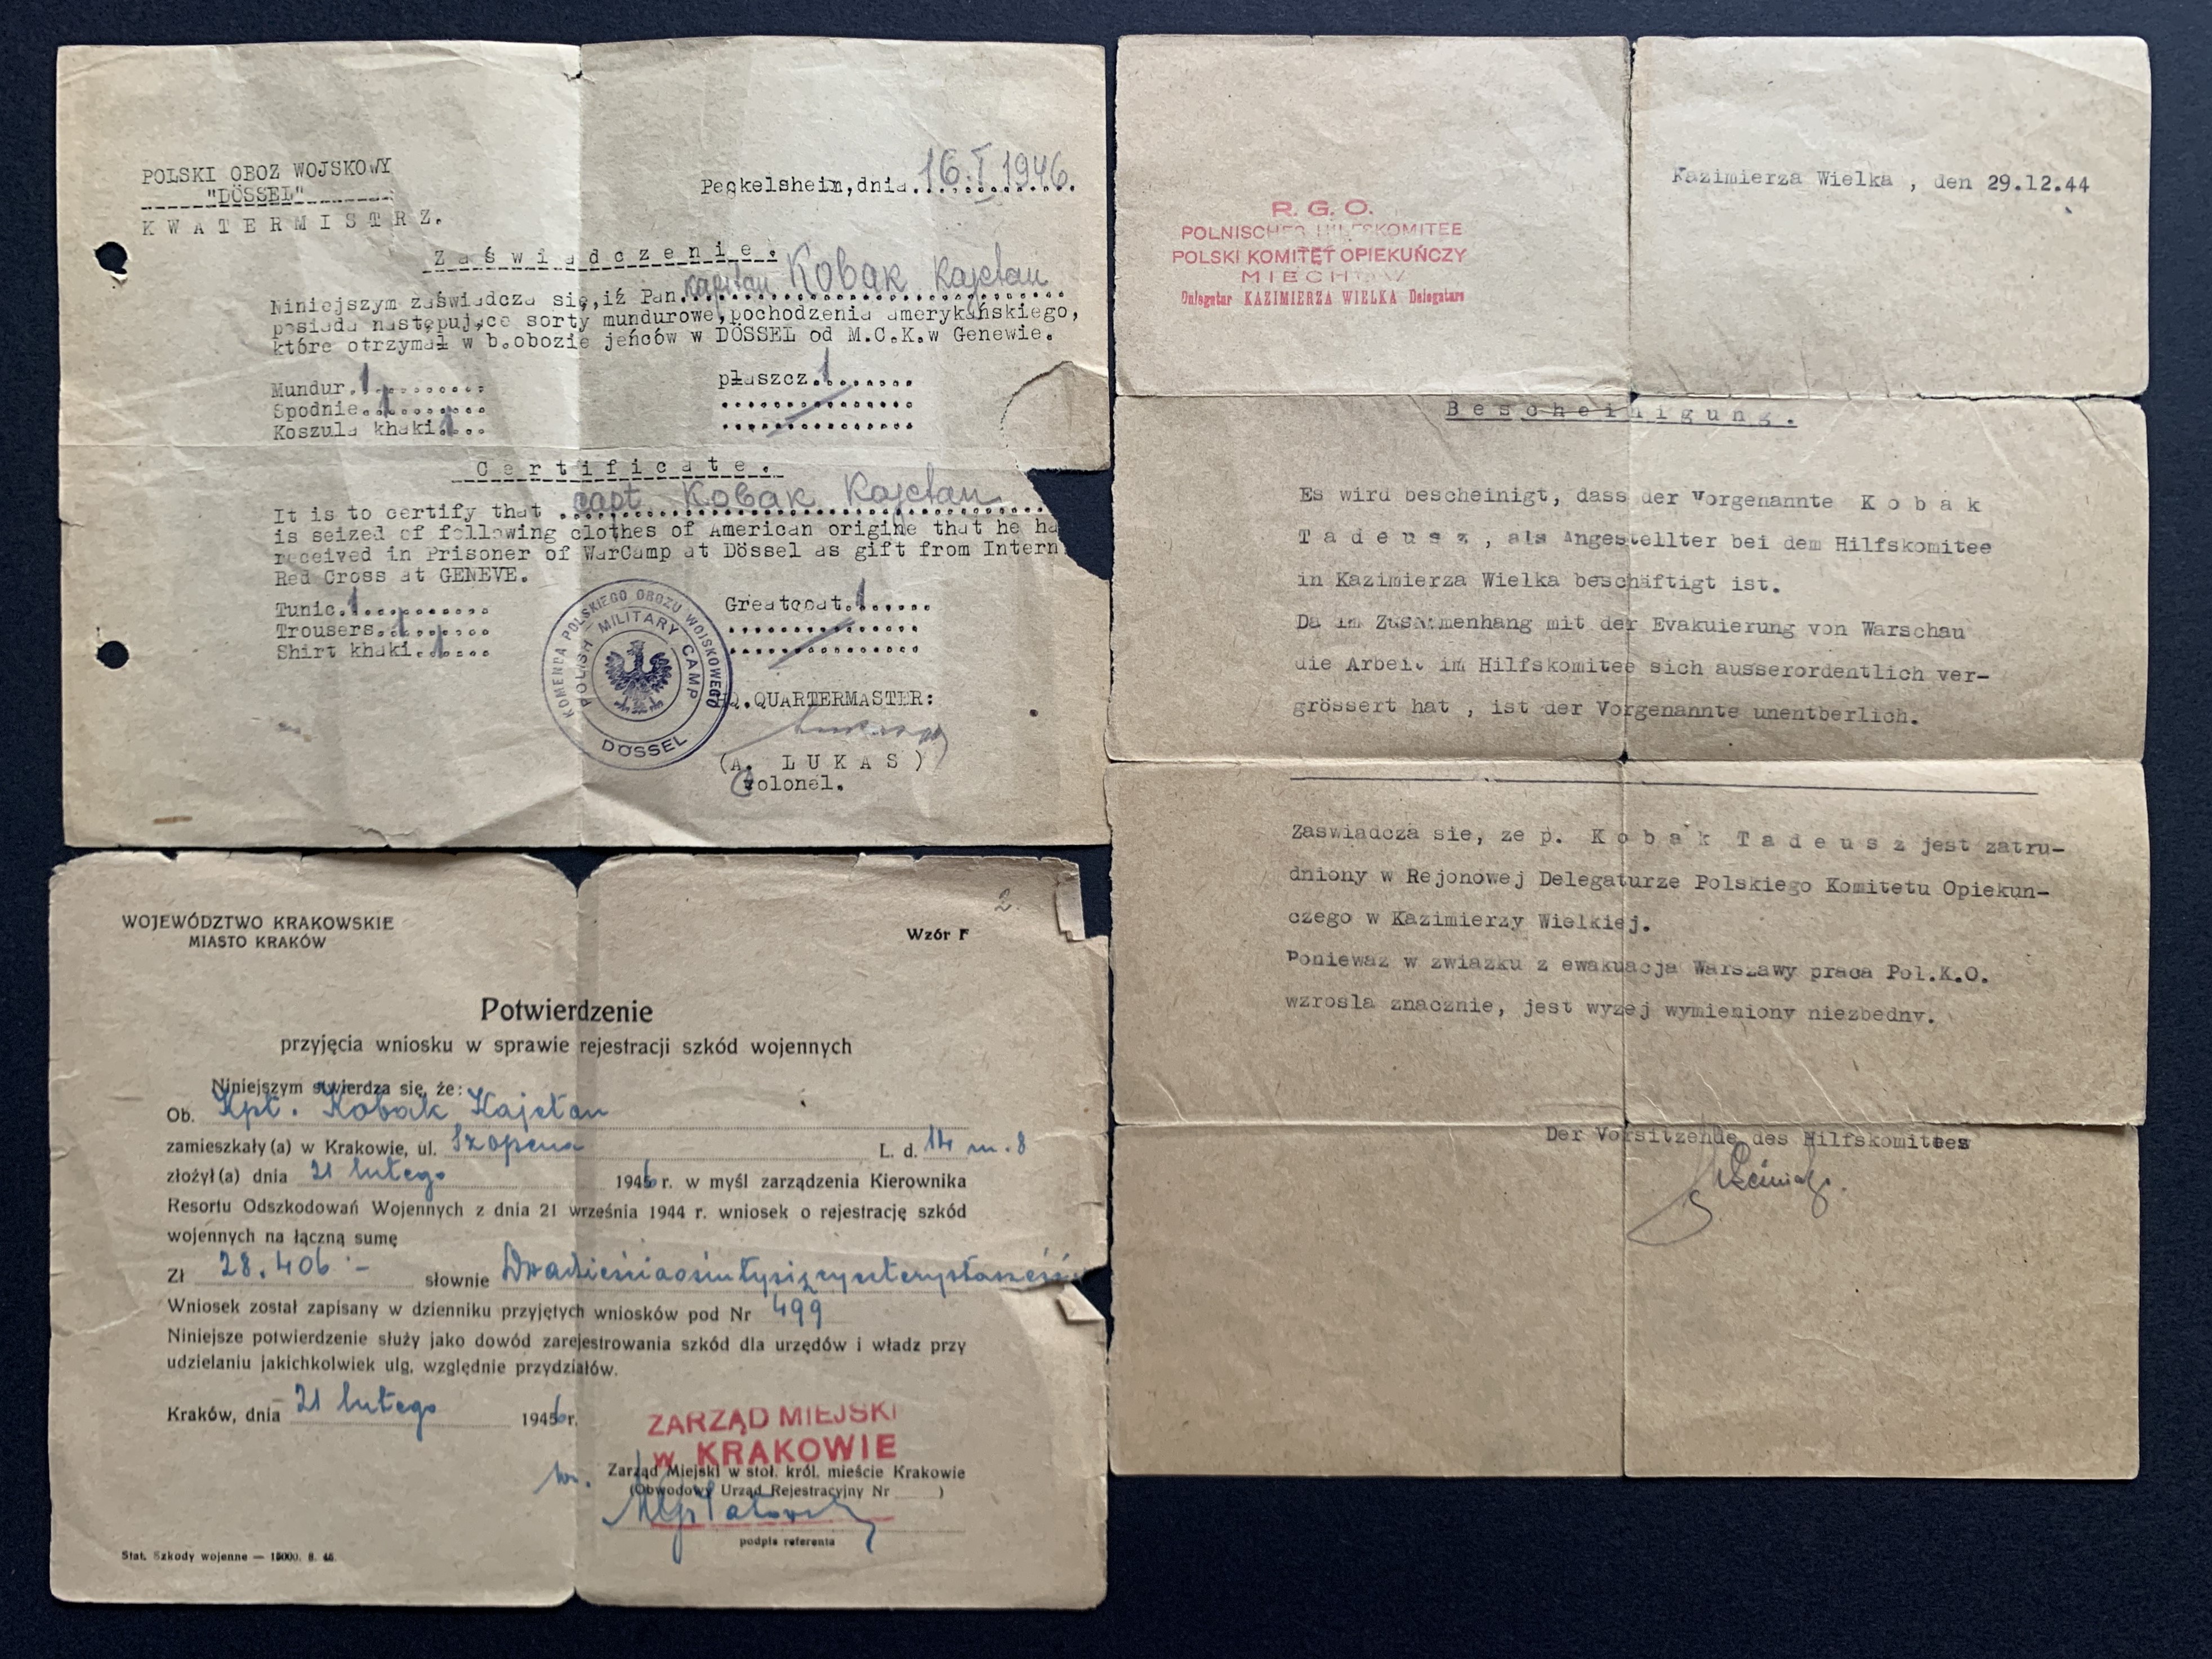 POLSKI OBOZ WOJSKOWY
"DÖSSEL"
KWATERMISTRZ.
Peqkelsheim, dnia 16.I 1946.
Zaświadczenie.
Niniejszym zaświadcza się, iż Pan kapitan Kobak Kajetan
posiada następujące sorty mundurowe, pochodzenia amerykańskiego,
które otrzymał w b.obozie jeńców w DÖSSEL od M.C.K.w Genewie.
Mundur. 1 płaszcz. 1
Spodnie. 1
Koszula khaki. 1
Certificate.
It is to certify that capt. Kobak Kajetan
is seized of following clothes of American origine that he ha
received in Prisoner of WarCamp at Dössel as gift from Intern
Red Cross at GENEVE.
Tunic. 1 Greatcoat. 1
Trousers. 1
Shirt khaki. 1
KOMENDA POLSKIEGO OBOZU WOJSKOWEGO
POLISH MILITARY CAMP
DÖSSEL
HQ.QUARTERMASTER:
(A. LUKAS)
Colonel.
R.G.O.
POLNISCHES HILFSKOMITEE
POLSKI KOMITET OPIEKUŃCZY
MIECHÓW
Delegatur KAZIMIERZA WIELKA Delegatura
Kazimierza Wielka , den 29.12.44
Bescheinigung.
Es wird bescheinigt, dass der Vorgenannte Kobak
Tadeusz , als Angestellter bei dem Hilfskomitee
in Kazimierza Wielka beschäftigt ist.
Da im Zusammenhang mit der Evakuierung von Warschau
die Arbeit im Hilfskomitee sich ausserordentlich ver-
grössert hat , ist der Vorgenannte unentberlich.
Zaswiadcza sie, ze p. Kobak Tadeusz jest zatru-
dniony w Rejonowej Delegaturze Polskiego Komitetu Opiekun-
czego w Kazimierzy Wielkiej.
Poniewaz w zwiazku z ewakuacja Warszawy praca Pol.K.O.
wzrosla znacznie, jest wyzej wymieniony niezbedny.
Der Vorsitzende des Hilfskomitees
2.
WOJEWÓDZTWO KRAKOWSKIE
MIASTO KRAKÓW
Wzór F
Potwierdzenie
przyjęcia wniosku w sprawie rejestracji szkód wojennych
Niniejszym stwierdza się, że:
Ob. Kpt. Kobak Kajetan
zamieszkały(a) w Krakowie, ul. Szopena L. d. 14 m. 8
złożył(a) dnia 21 lutego 1946 r. w myśl zarządzenia Kierownika
Resortu Odszkodowań Wojennych z dnia 21 września 1944 r. wniosek o rejestrację szkód
wojennych na łączną sumę
Zł 28.406.- słownie Dwadzieściaosiemtysięcyczterystasześć
Wniosek został zapisany w dzienniku przyjętych wniosków pod Nr 499
Niniejsze potwierdzenie służy jako dowód zarejestrowania szkód dla urzędów i władz przy
udzielaniu jakichkolwiek ulg, względnie przydziałów.
Kraków, dnia 21 lutego 1946 r.
ZARZĄD MIEJSKI
w KRAKOWIE
Zarząd Miejski w stoł. król. mieście Krakowie
(Obwodowy Urząd Rejestracyjny Nr )
podpis referenta
Stat. Szkody wojenne — 15000. 8. 45.